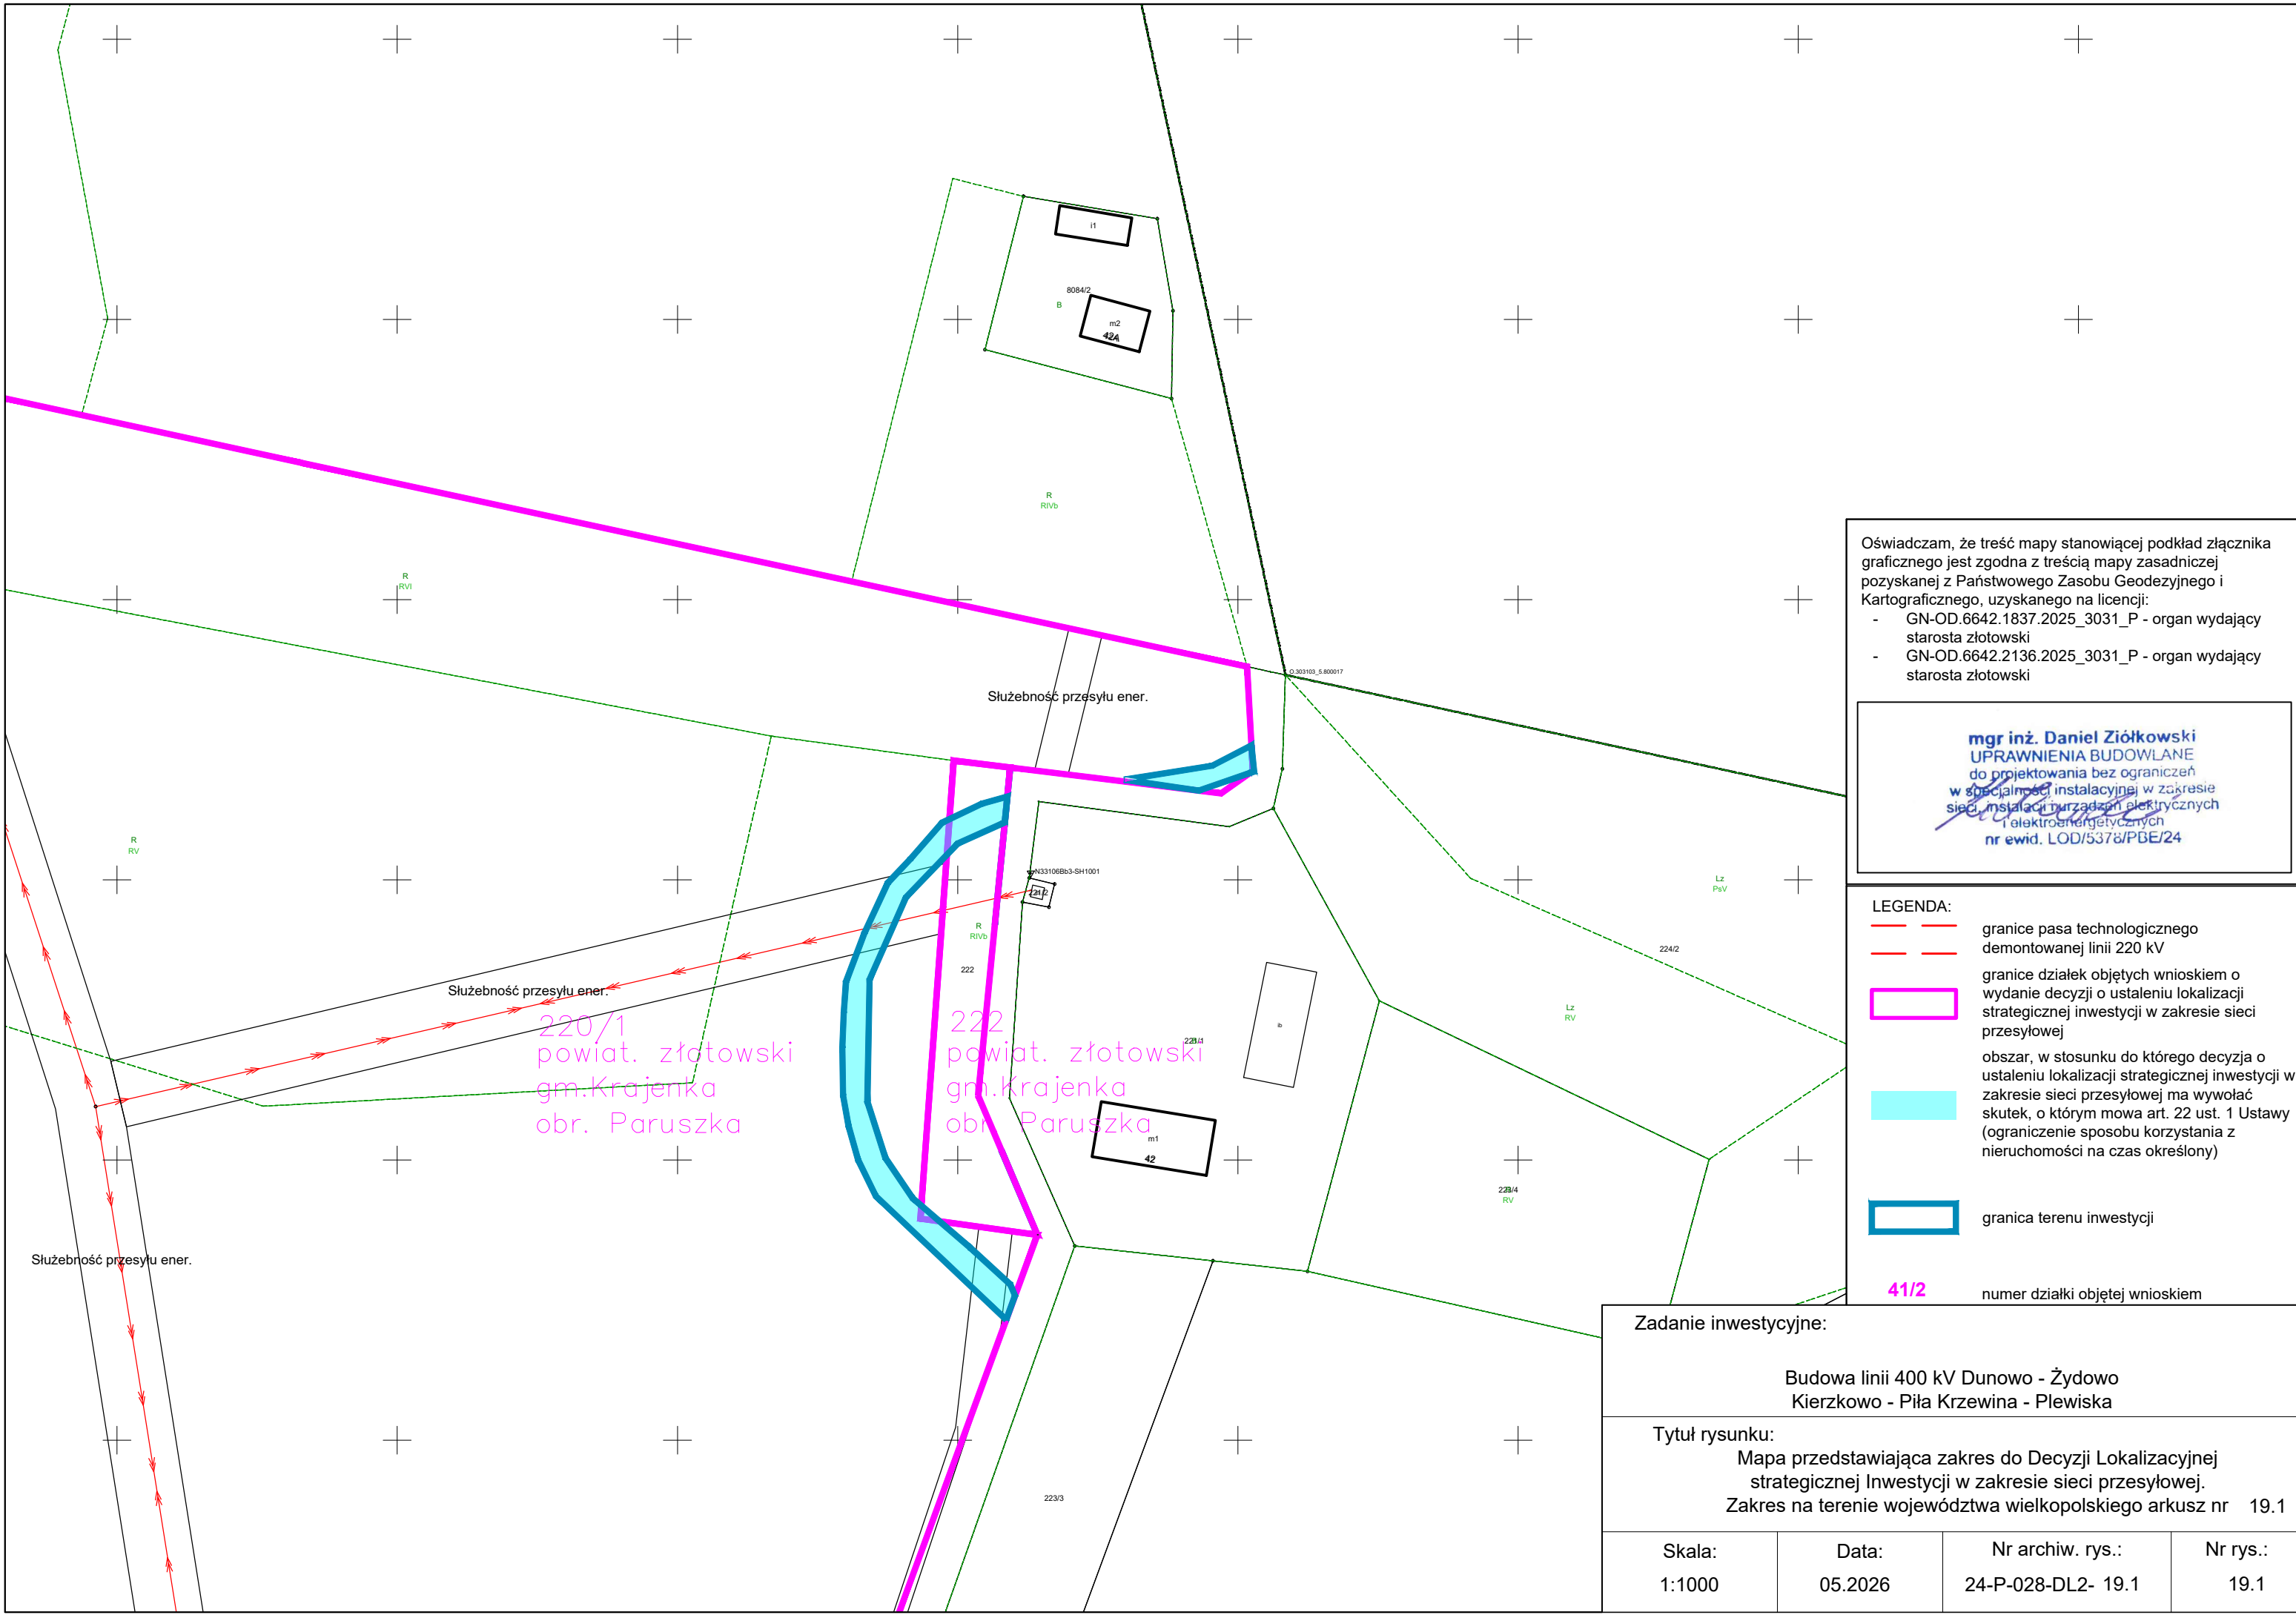 i1
8084/2
B
m2
42A
R
RIVb
R
RVI
O.303103_5.800017
Służebność przesyłu ener.
R
RV
N33106Bb3-SH1001
221/2
R
RIVb
222
Służebność przesyłu ener.
220/1
powiat. złotowski
gm.Krajenka
obr. Paruszka
222
powiat. złotowski
gm.Krajenka
obr. Paruszka
m1
42
Lz
PsV
224/2
Lz
RV
RV
Służebność przesyłu ener.
223/3
Oświadczam, że treść mapy stanowiącej podkład złącznika
graficznego jest zgodna z treścią mapy zasadniczej
pozyskanej z Państwowego Zasobu Geodezyjnego i
Kartograficznego, uzyskanego na licencji:
- GN-OD.6642.1837.2025_3031_P - organ wydający
starosta złotowski
- GN-OD.6642.2136.2025_3031_P - organ wydający
starosta złotowski
mgr inż. Daniel Ziółkowski
UPRAWNIENIA BUDOWLANE
do projektowania bez ograniczeń
w specjalności instalacyjnej w zakresie
sieci, instalacji i urządzeń elektrycznych
i elektroenergetycznych
nr ewid. LOD/5378/PBE/24
LEGENDA:
granice pasa technologicznego
demontowanej linii 220 kV
granice działek objętych wnioskiem o
wydanie decyzji o ustaleniu lokalizacji
strategicznej inwestycji w zakresie sieci
przesyłowej
obszar, w stosunku do którego decyzja o
ustaleniu lokalizacji strategicznej inwestycji w
zakresie sieci przesyłowej ma wywołać
skutek, o którym mowa art. 22 ust. 1 Ustawy
(ograniczenie sposobu korzystania z
nieruchomości na czas określony)
granica terenu inwestycji
41/2 numer działki objętej wnioskiem
Zadanie inwestycyjne:
Budowa linii 400 kV Dunowo - Żydowo
Kierzkowo - Piła Krzewina - Plewiska
Tytuł rysunku:
Mapa przedstawiająca zakres do Decyzji Lokalizacyjnej
strategicznej Inwestycji w zakresie sieci przesyłowej.
Zakres na terenie województwa wielkopolskiego arkusz nr 19.1
Skala: Data: Nr archiw. rys.: Nr rys.:
1:1000 05.2026 24-P-028-DL2- 19.1 19.1